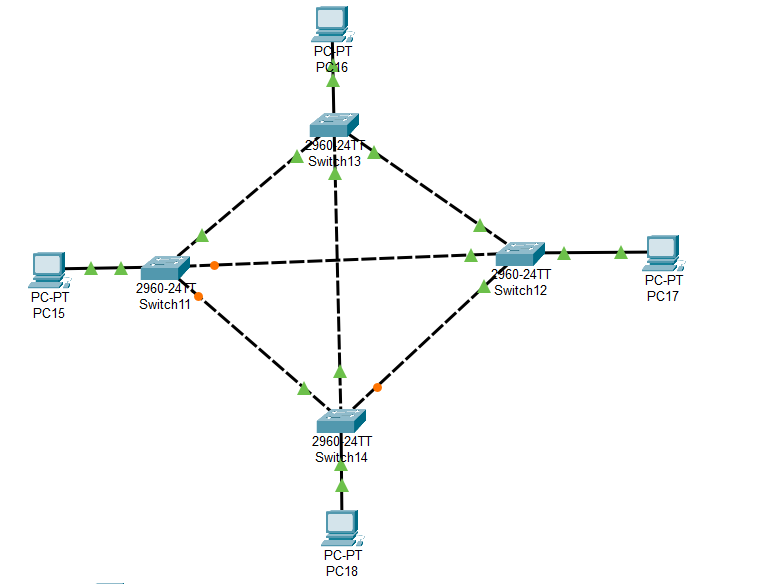 PC-PT
PC16
2960-24TT
Switch13
PC-PT
PC15
2960-24TT
Switch11
2960-24TT
Switch12
PC-PT
PC17
2960-24TT
Switch14
PC-PT
PC18